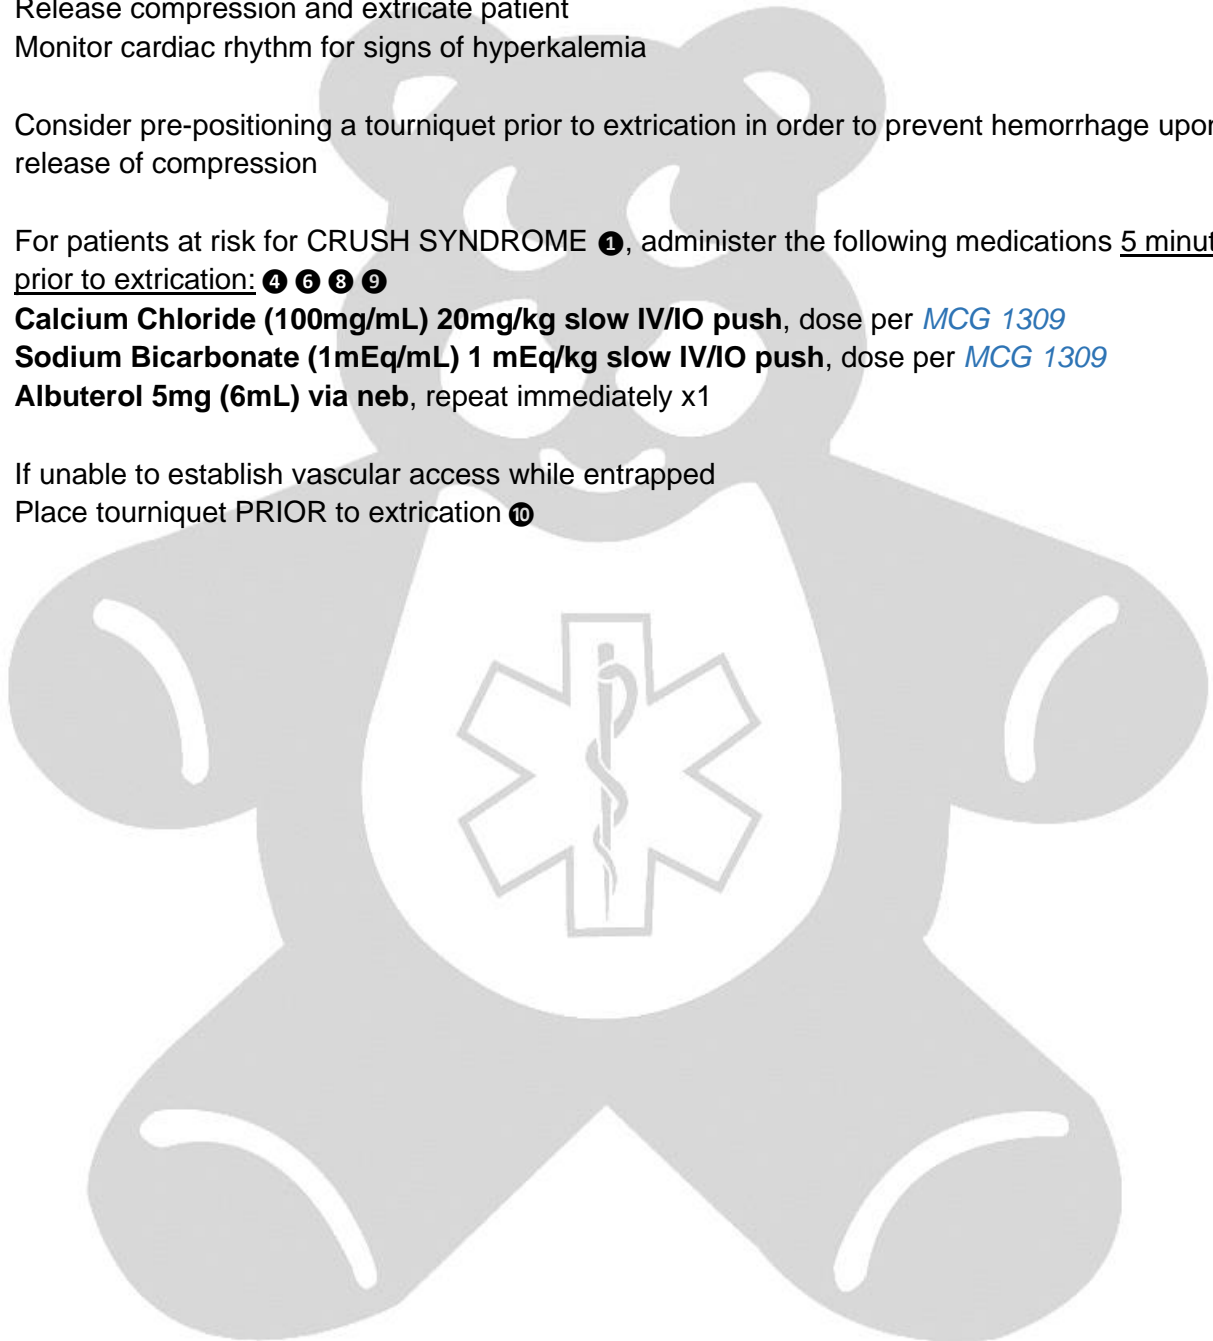 Release compression and extricate patient
Monitor cardiac rhythm for signs of hyperkalemia
Consider pre-positioning a tourniquet prior to extrication in order to prevent hemorrhage upon
release of compression
For patients at risk for CRUSH SYNDROME ❶, administer the following medications 5 minut
prior to extrication: ❹ ❻ ❽ ❾
Calcium Chloride (100mg/mL) 20mg/kg slow IV/IO push, dose per MCG 1309
Sodium Bicarbonate (1mEq/mL) 1 mEq/kg slow IV/IO push, dose per MCG 1309
Albuterol 5mg (6mL) via neb, repeat immediately x1
If unable to establish vascular access while entrapped
Place tourniquet PRIOR to extrication ❿